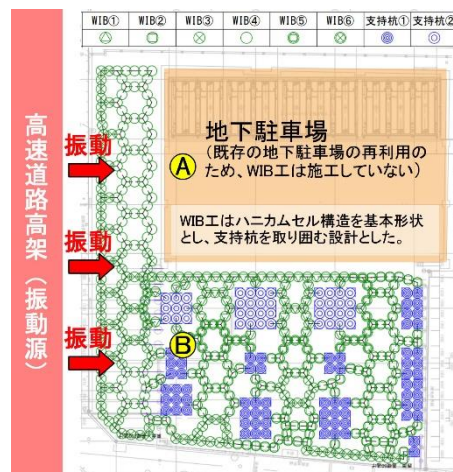 WIB① WIB② WIB③ WIB④ WIB⑤ WIB⑥ 支持杭① 支持杭②
高速道路高架（振動源）
振動
振動
振動
地下駐車場
（既存の地下駐車場の再利用の
ため、WIB工は施工していない）
A
WIB工はハニカムセル構造を基本形状
とし、支持杭を取り囲む設計とした。
B